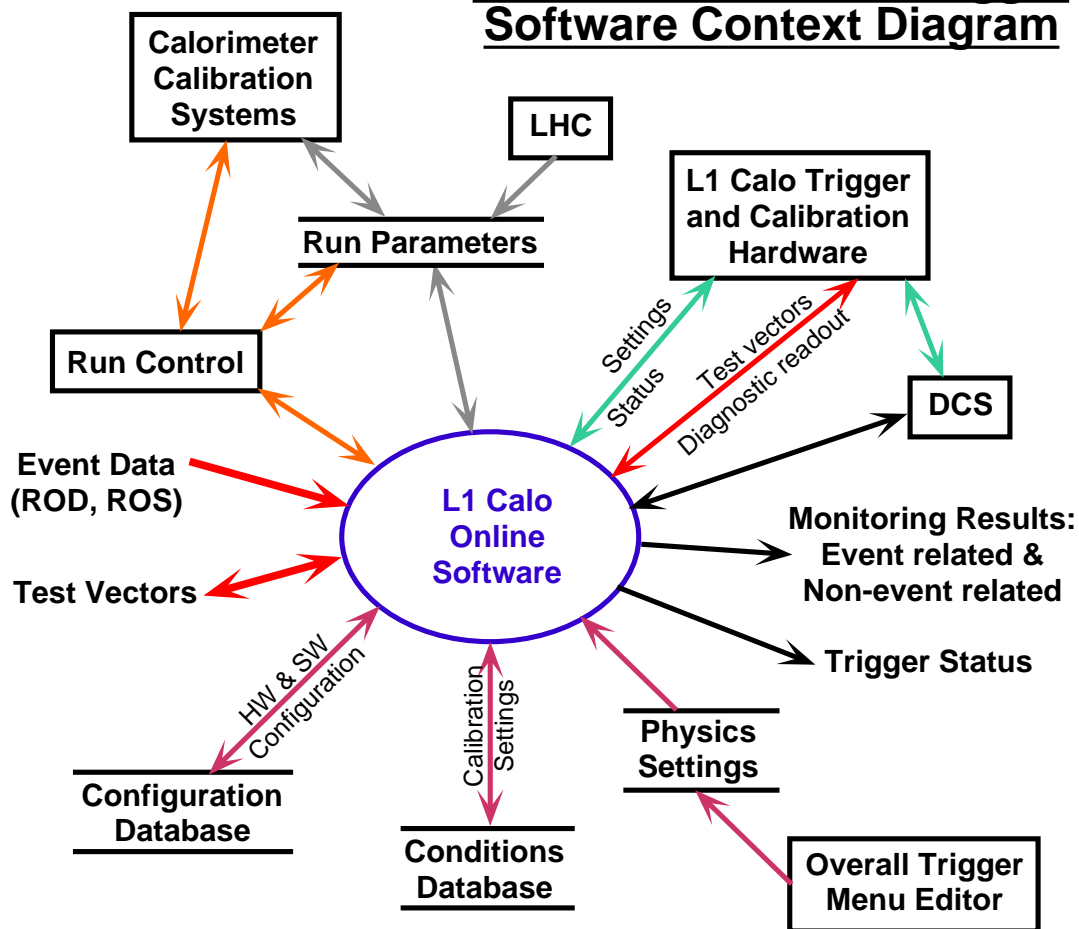 Software Context Diagram
Calorimeter
Calibration
Systems
LHC
L1 Calo Trigger
and Calibration
Hardware
Run Parameters
Run Control
Settings
Status
Test vectors
Diagnostic readout
DCS
Event Data
(ROD, ROS)
L1 Calo
Online
Software
Monitoring Results:
Event related &
Non-event related
Test Vectors
Trigger Status
HW & SW
Configuration
Calibration
Settings
Physics
Settings
Configuration
Database
Conditions
Database
Overall Trigger
Menu Editor